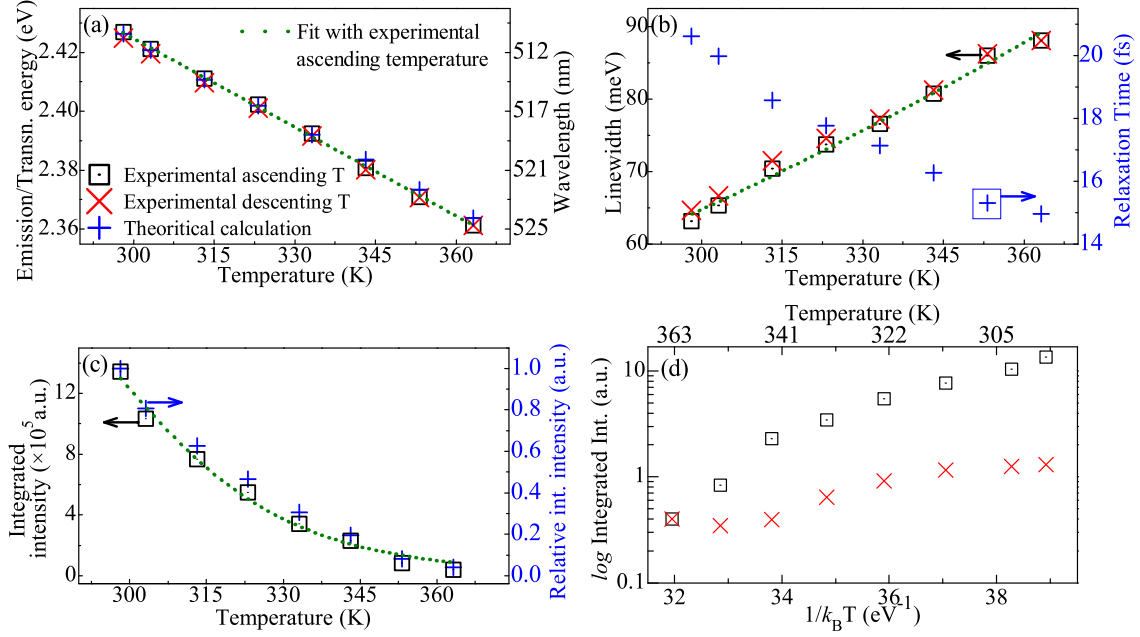 (a)
Fit with experimental
ascending temperature
Emission/Transn. energy (eV)
2.42
2.40
2.38
2.36
Wavelength (nm)
512
517
521
525
Experimental ascending T
Experimental descenting T
Theoritical calculation
300 315 330 345 360
Temperature (K)
(b)
Linewidth (meV)
90
80
70
60
Relaxation Time (fs)
20
18
16
14
300 315 330 345 360
Temperature (K)
(c)
Integrated
intensity (×10⁵a.u.)
12
8
4
0
Relative int. intensity (a.u.)
1.0
0.8
0.6
0.4
0.2
0.0
300 315 330 345 360
Temperature (K)
Temperature (K)
363 341 322 305
(d)
log Integrated Int. (a.u.)
10
1
0.1
32 34 36 38
1/k_BT (eV⁻¹)